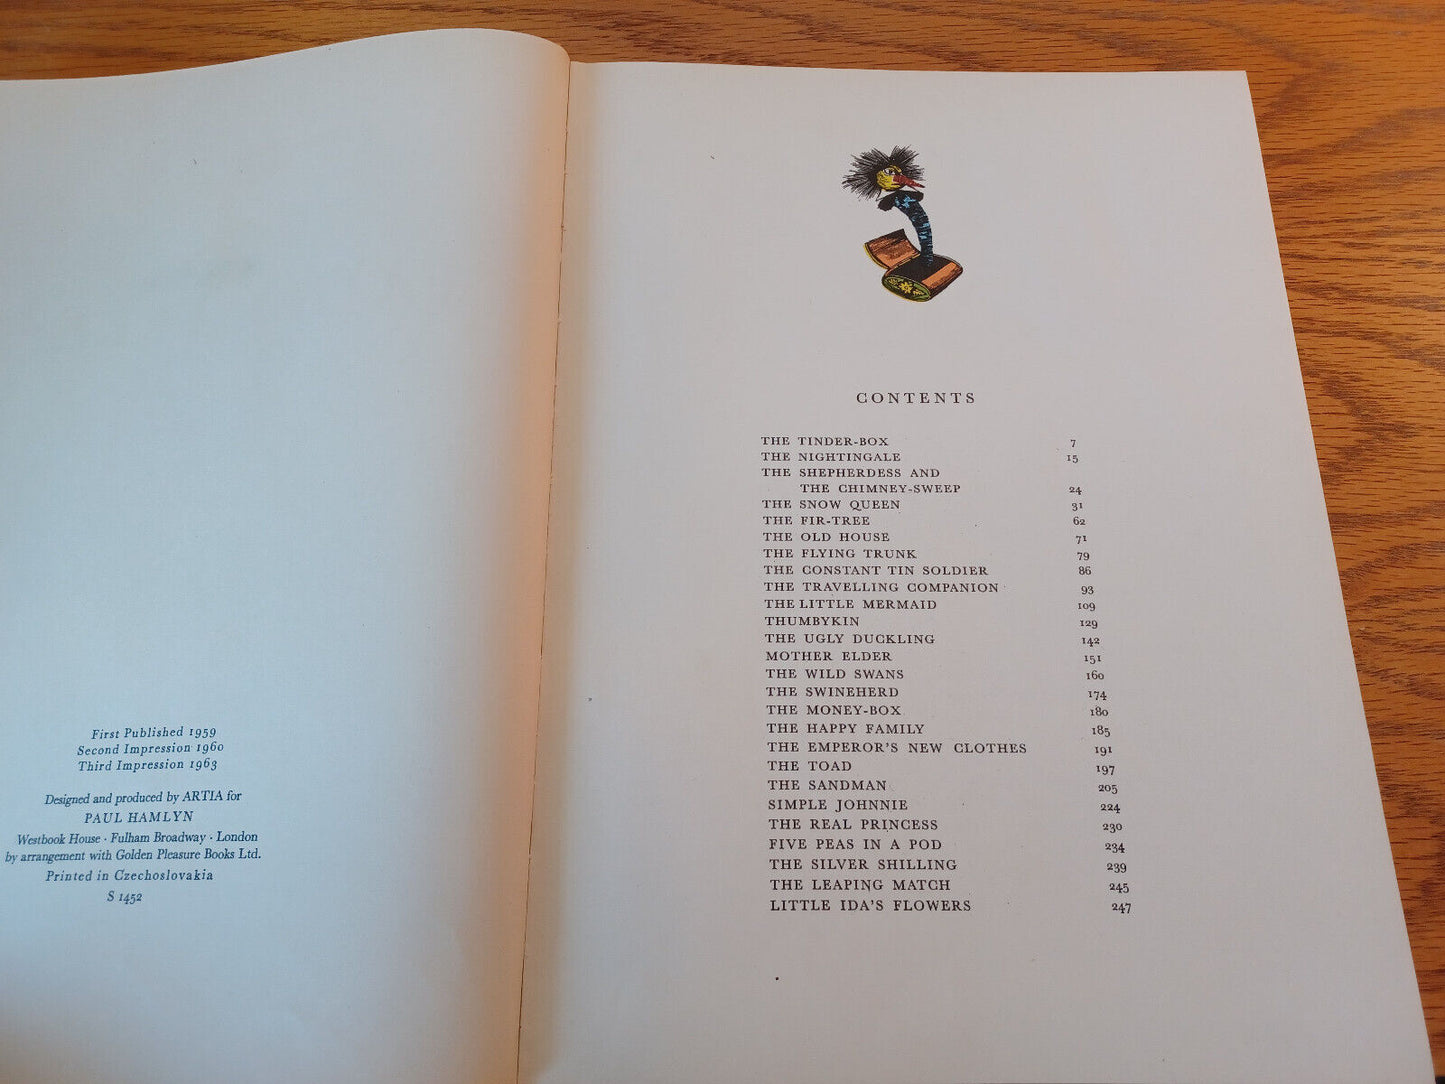 First Published 1959
Second Impression 1960
Third Impression 1963
Designed and produced by ARTIA for
PAUL HAMLYN
Westbook House · Fulham Broadway · London
by arrangement with Golden Pleasure Books Ltd.
Printed in Czechoslovakia
S 1452
CONTENTS
THE TINDER-BOX 7
THE NIGHTINGALE 15
THE SHEPHERDESS AND
THE CHIMNEY-SWEEP 24
THE SNOW QUEEN 31
THE FIR-TREE 62
THE OLD HOUSE 71
THE FLYING TRUNK 79
THE CONSTANT TIN SOLDIER 86
THE TRAVELLING COMPANION 93
THE LITTLE MERMAID 109
THUMBYKIN 129
THE UGLY DUCKLING 142
MOTHER ELDER 151
THE WILD SWANS 160
THE SWINEHERD 174
THE MONEY-BOX 180
THE HAPPY FAMILY 185
THE EMPEROR'S NEW CLOTHES 191
THE TOAD 197
THE SANDMAN 205
SIMPLE JOHNNIE 224
THE REAL PRINCESS 230
FIVE PEAS IN A POD 234
THE SILVER SHILLING 239
THE LEAPING MATCH 245
LITTLE IDA'S FLOWERS 247